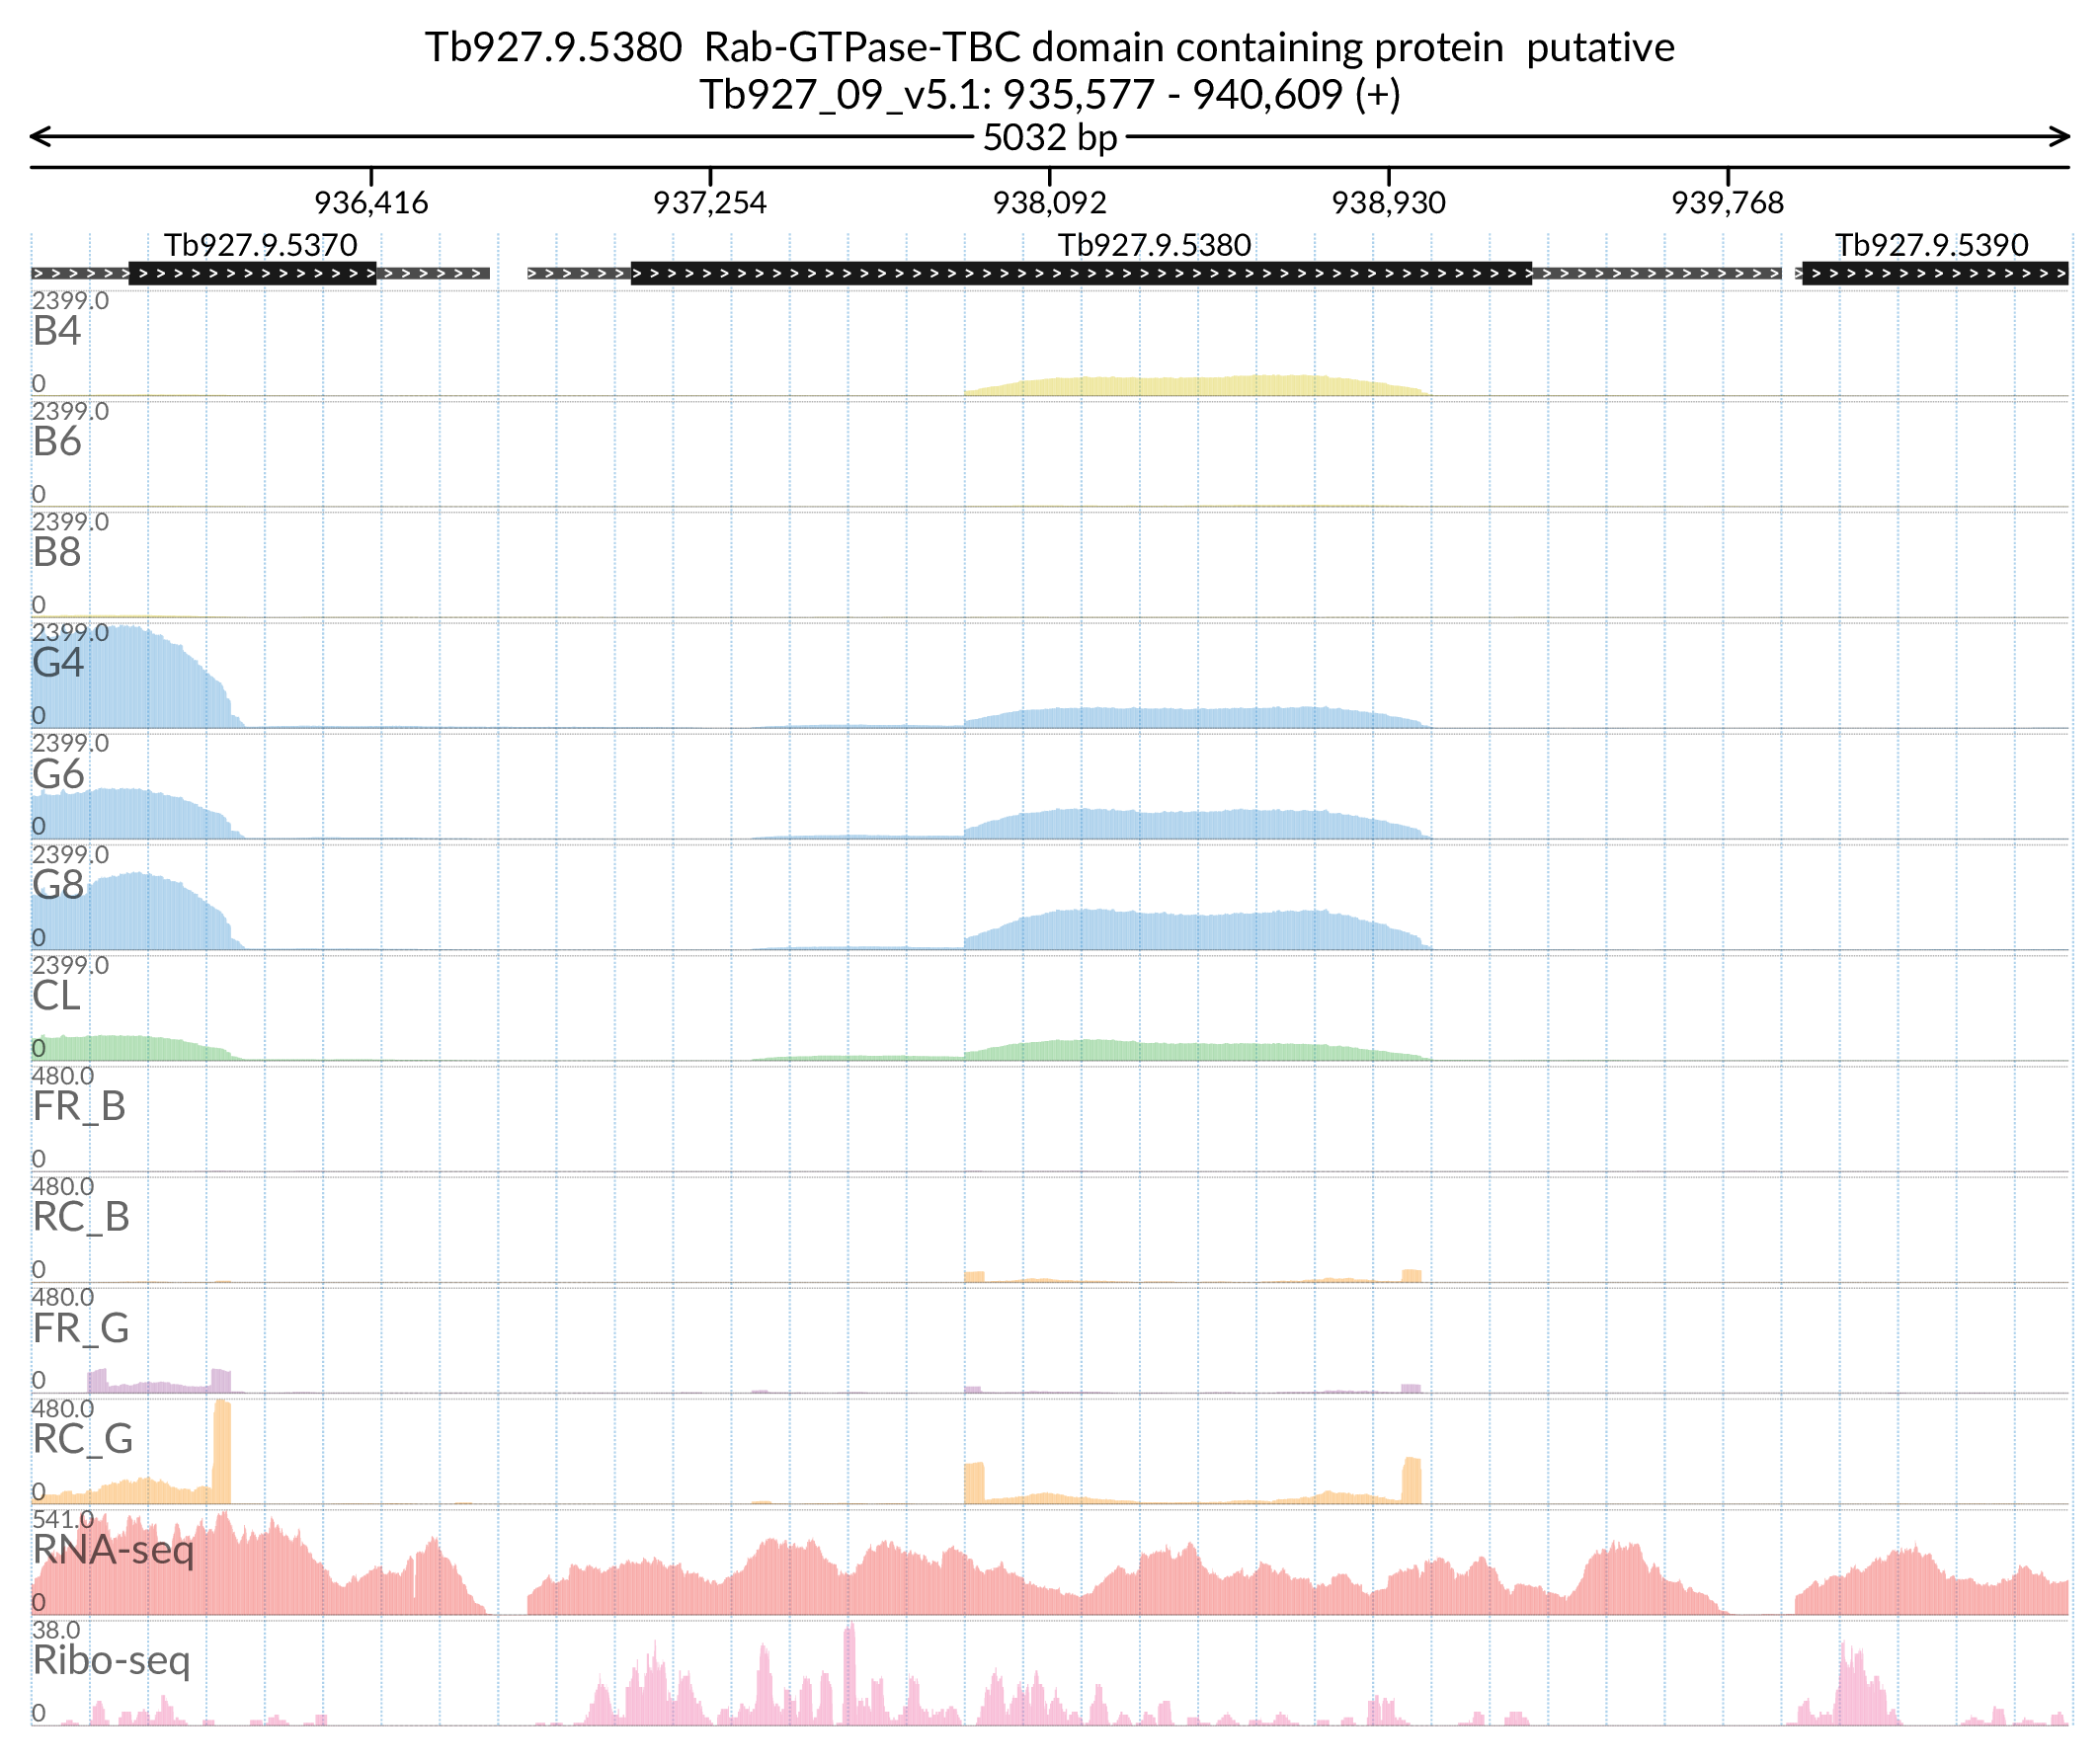 Tb927.9.5380 Rab-GTPase-TBC domain containing protein putative
Tb927_09_v5.1: 935,577 - 940,609 (+)
5032 bp
936,416 937,254 938,092 938,930 939,768
Tb927.9.5370 Tb927.9.5380 Tb927.9.5390
2399.0
B4
0
2399.0
B6
0
2399.0
B8
0
2399.0
G4
0
2399.0
G6
0
2399.0
G8
0
2399.0
CL
0
480.0
FR_B
0
480.0
RC_B
0
480.0
FR_G
0
480.0
RC_G
0
541.0
RNA-seq
0
38.0
Ribo-seq
0